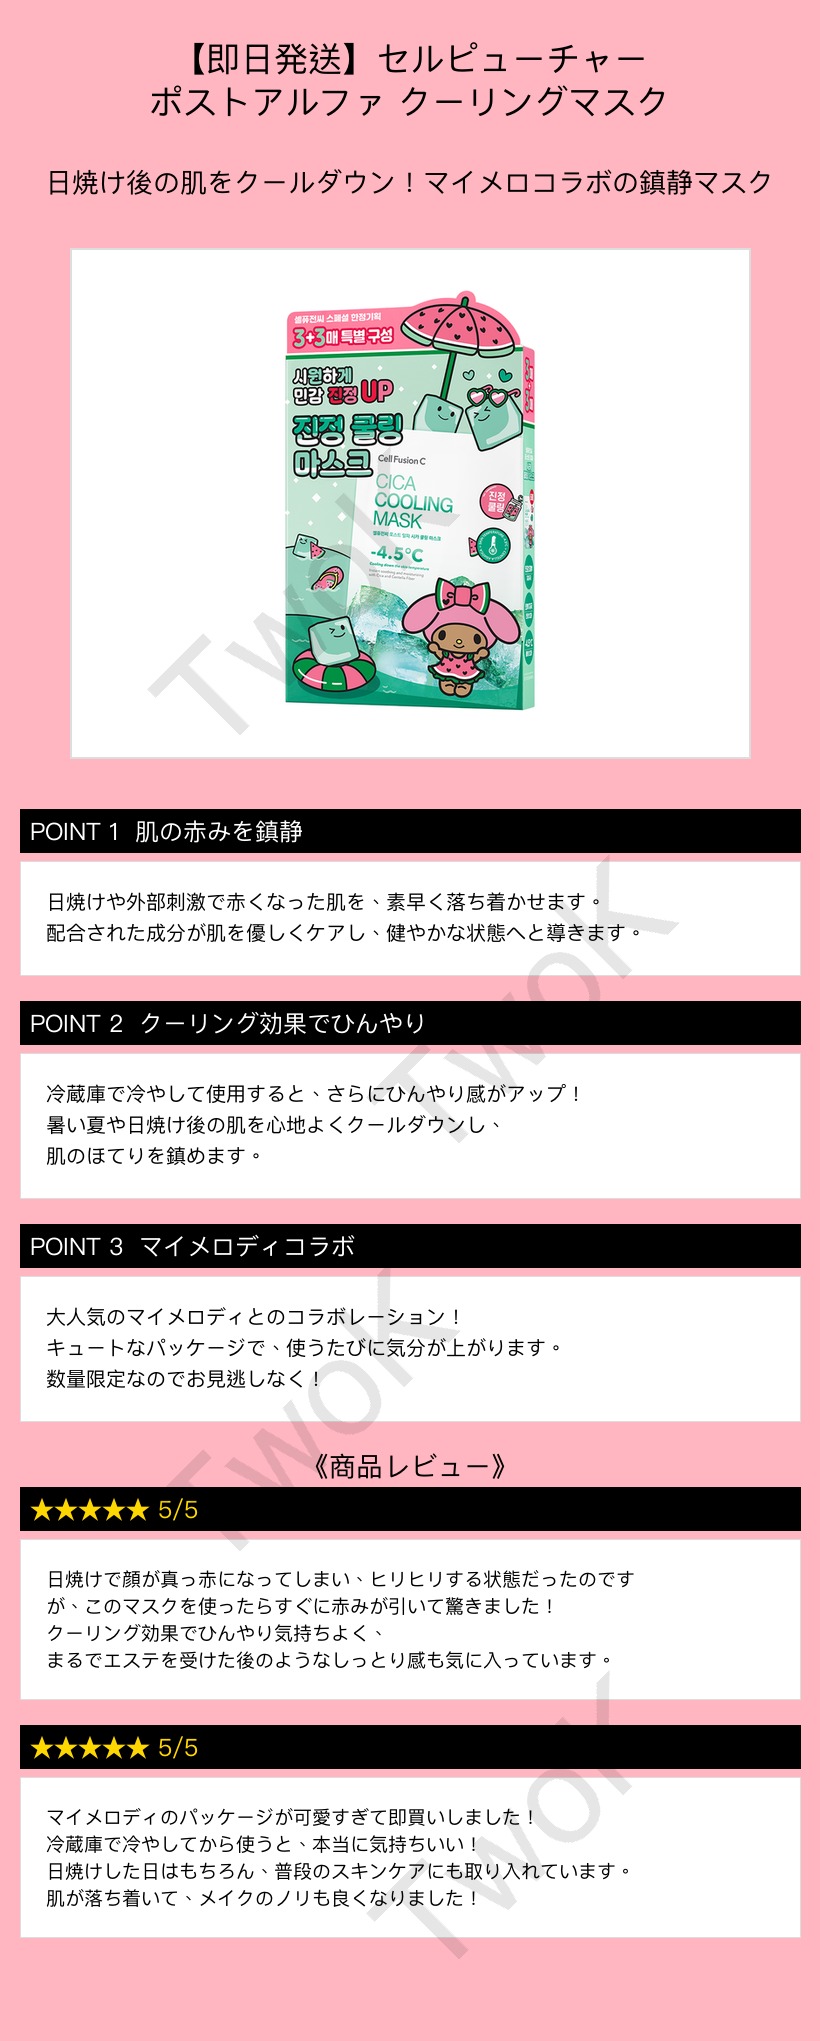 【即日発送】セルピューチャー
ポストアルファ クーリングマスク
日焼け後の肌をクールダウン！マイメロコラボの鎮静マスク
셀퓨전씨 스페셜 한정기획
3+3매 특별 구성
시원하게
민감 진정 UP
진정 쿨링
마스크
Cell Fusion C
CICA
COOLING
MASK
-4.5°C
Cooling down the skin temperature
진정
쿨링
TwoK
POINT 1 肌の赤みを鎮静
日焼けや外部刺激で赤くなった肌を、素早く落ち着かせます。
配合された成分が肌を優しくケアし、健やかな状態へと導きます。
TwoK
POINT 2 クーリング効果でひんやり
冷蔵庫で冷やして使用すると、さらにひんやり感がアップ！
暑い夏や日焼け後の肌を心地よくクールダウンし、
肌のほてりを鎮めます。
POINT 3 マイメロディコラボ
大人気のマイメロディとのコラボレーション！
キュートなパッケージで、使うたびに気分が上がります。
数量限定なのでお見逃しなく！
TwoK
《商品レビュー》
★★★★★ 5/5
日焼けで顔が真っ赤になってしまい、ヒリヒリする状態だったのです
が、このマスクを使ったらすぐに赤みが引いて驚きました！
クーリング効果でひんやり気持ちよく、
まるでエステを受けた後のようなしっとり感も気に入っています。
★★★★★ 5/5
マイメロディのパッケージが可愛すぎて即買いしました！
冷蔵庫で冷やしてから使うと、本当に気持ちいい！
日焼けした日はもちろん、普段のスキンケアにも取り入れています。
肌が落ち着いて、メイクのノリも良くなりました！
TwoK